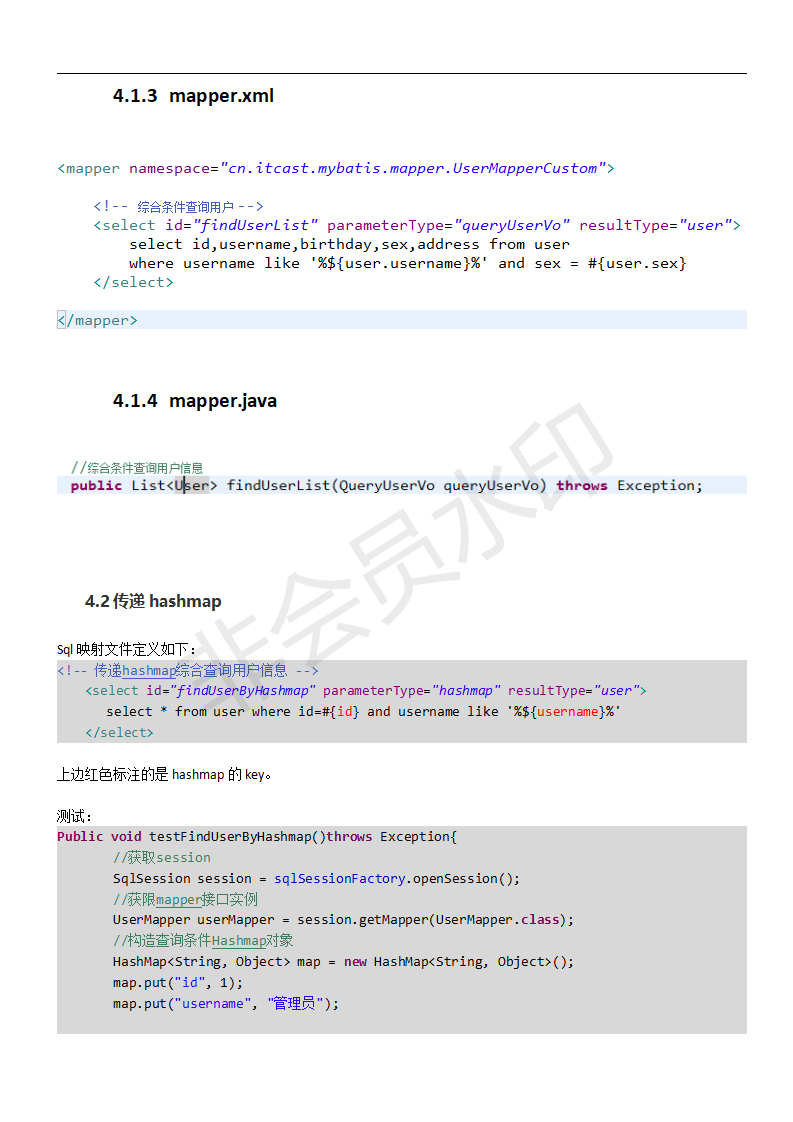 4.1.3 mapper.xml
<mapper namespace="cn.itcast.mybatis.mapper.UserMapperCustom">
<!-- 综合条件查询用户 -->
<select id="findUserList" parameterType="queryUserVo" resultType="user">
select id,username,birthday,sex,address from user
where username like '%${user.username}%' and sex = #{user.sex}
</select>
</mapper>
4.1.4 mapper.java
//综合条件查询用户信息
public List<User> findUserList(QueryUserVo queryUserVo) throws Exception;
非会员水印
4.2 传递 hashmap
Sql 映射文件定义如下：
<!-- 传递hashmap综合查询用户信息 -->
<select id="findUserByHashmap" parameterType="hashmap" resultType="user">
select * from user where id=#{id} and username like '%${username}%'
</select>
上边红色标注的是 hashmap 的 key。
测试：
Public void testFindUserByHashmap()throws Exception{
//获取session
SqlSession session = sqlSessionFactory.openSession();
//获限mapper接口实例
UserMapper userMapper = session.getMapper(UserMapper.class);
//构造查询条件Hashmap对象
HashMap<String, Object> map = new HashMap<String, Object>();
map.put("id", 1);
map.put("username", "管理员");